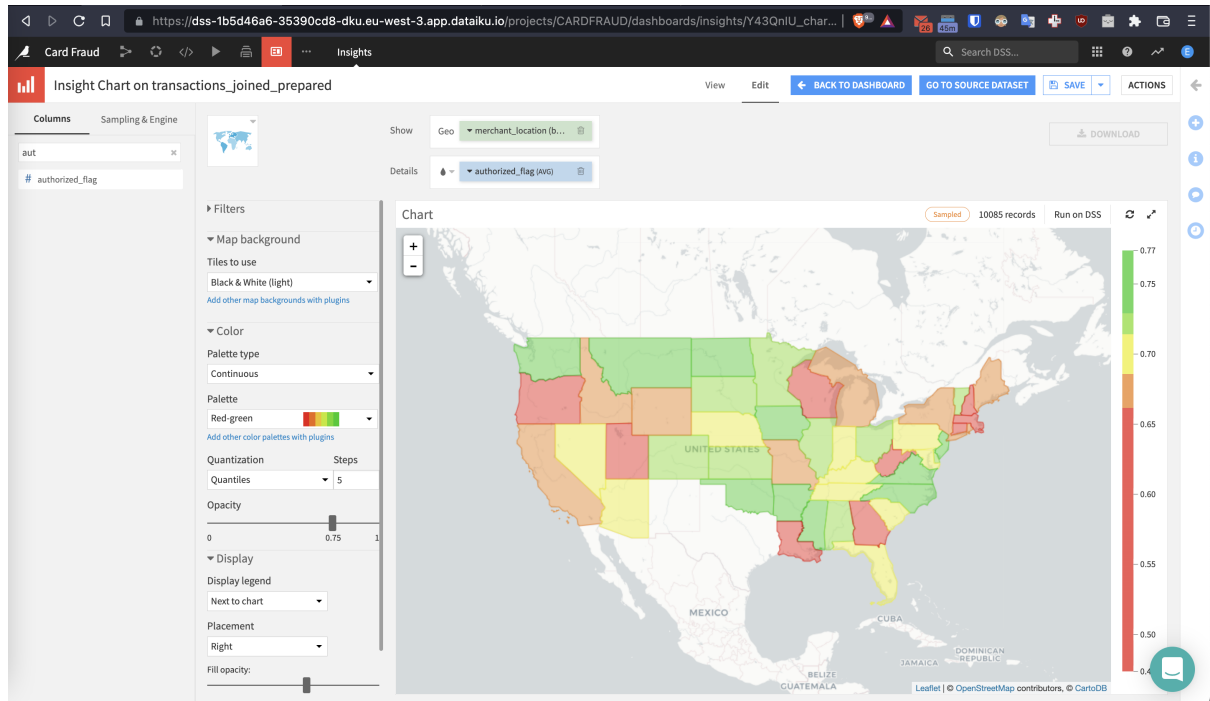 https://dss-1b5d46a6-35390cd8-dku.eu-west-3.app.dataiku.io/projects/CARDFRAUD/dashboards/insights/Y43QnIU_char...
26
45m
Card Fraud
Insights
Search DSS...
E
Insight Chart on transactions_joined_prepared
View
Edit
BACK TO DASHBOARD
GO TO SOURCE DATASET
SAVE
ACTIONS
Columns
Sampling & Engine
aut
# authorized_flag
Show
Geo
merchant_location (b...
DOWNLOAD
Details
authorized_flag (AVG)
Filters
Map background
Tiles to use
Black & White (light)
Add other map backgrounds with plugins
Color
Palette type
Continuous
Palette
Red-green
Add other color palettes with plugins
Quantization
Steps
Quantiles
5
Opacity
0
0.75
1
Display
Display legend
Next to chart
Placement
Right
Fill opacity:
Chart
Sampled
10085 records
Run on DSS
+
-
UNITED STATES
MEXICO
CUBA
DOMINICAN
REPUBLIC
JAMAICA
BELIZE
GUATEMALA
0.77
0.75
0.70
0.65
0.60
0.55
0.50
Leaflet | © OpenStreetMap contributors, © CartoDB